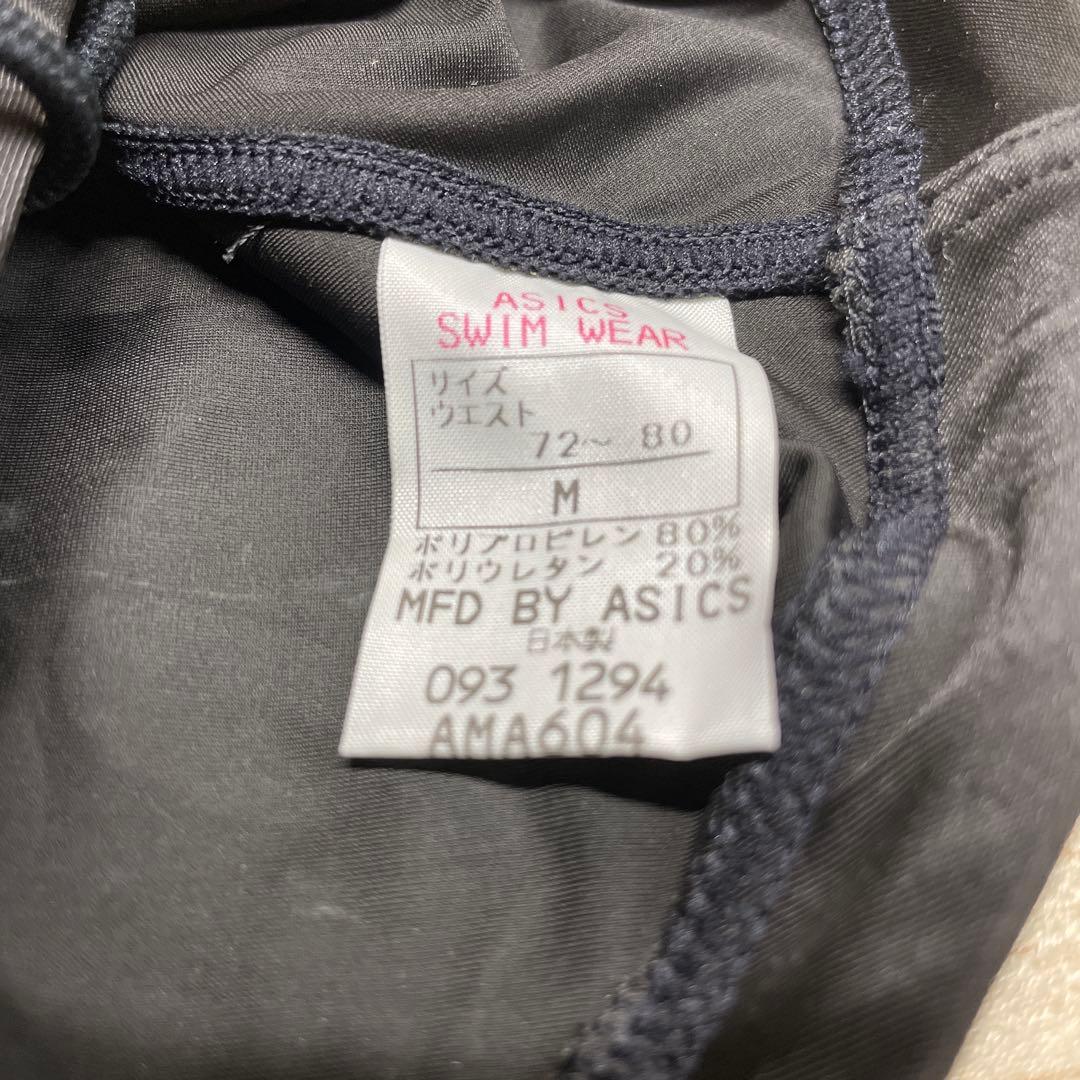 ASICS
SWIM WEAR
サイズ
ウエスト
72〜 80
M
ポリプロピレン 80%
ポリウレタン 20%
MFD BY ASICS
日本製
093 1294
AMA604